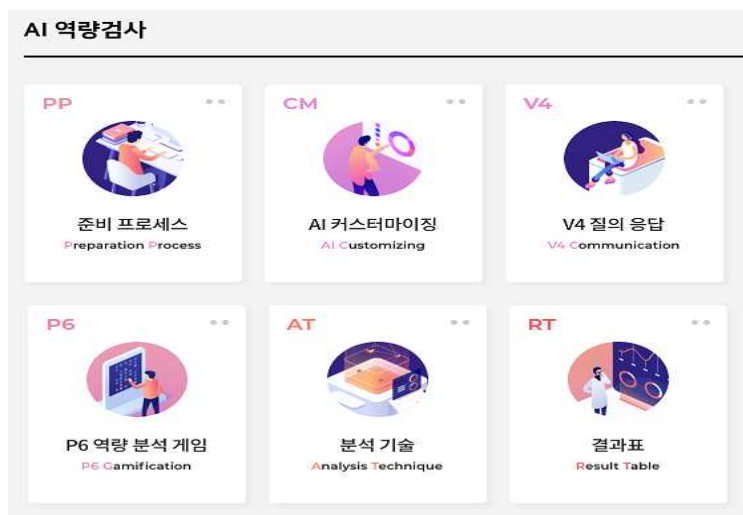 AI 역량검사
PP
CM
V4
준비 프로세스
Preparation Process
AI 커스터마이징
AI Customizing
V4 질의 응답
V4 Communication
P6
AT
RT
P6 역량 분석 게임
P6 Gamification
분석 기술
Analysis Technique
결과표
Result Table